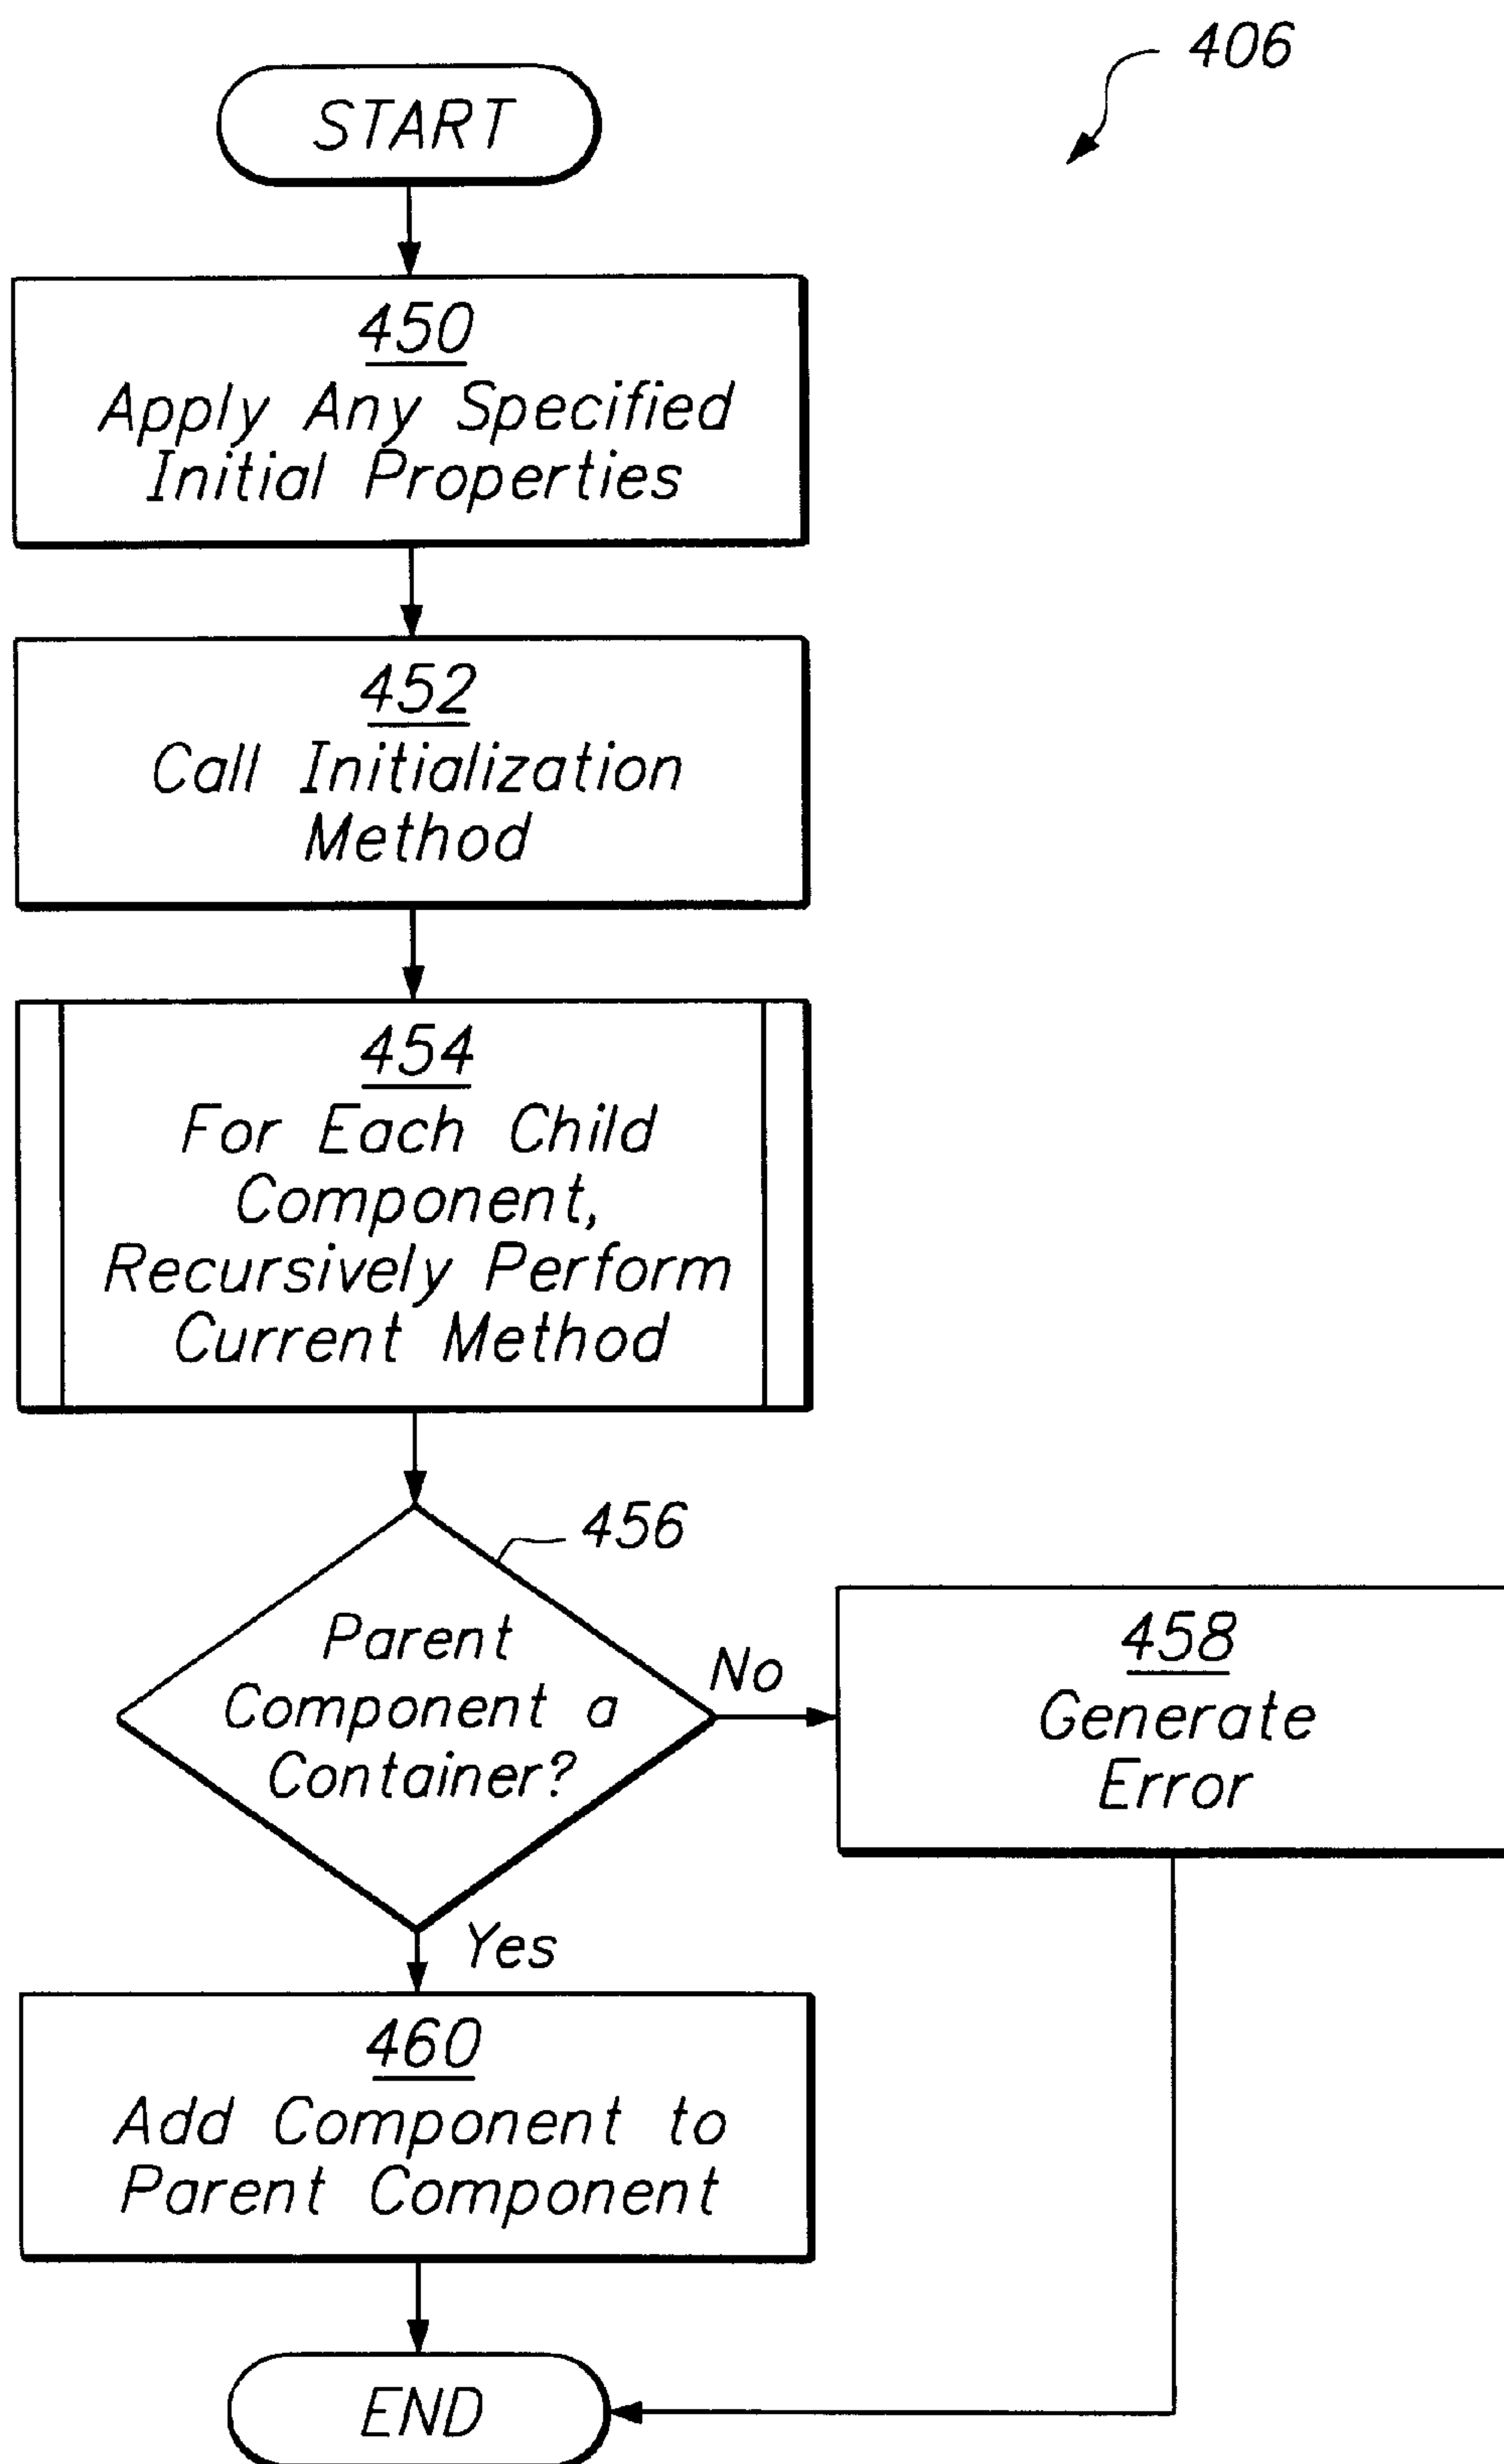 406
START
450
Apply Any Specified
Initial Properties
452
Call Initialization
Method
454
For Each Child
Component,
Recursively Perform
Current Method
456
Parent
Component a
Container?
No
458
Generate
Error
Yes
460
Add Component to
Parent Component
END